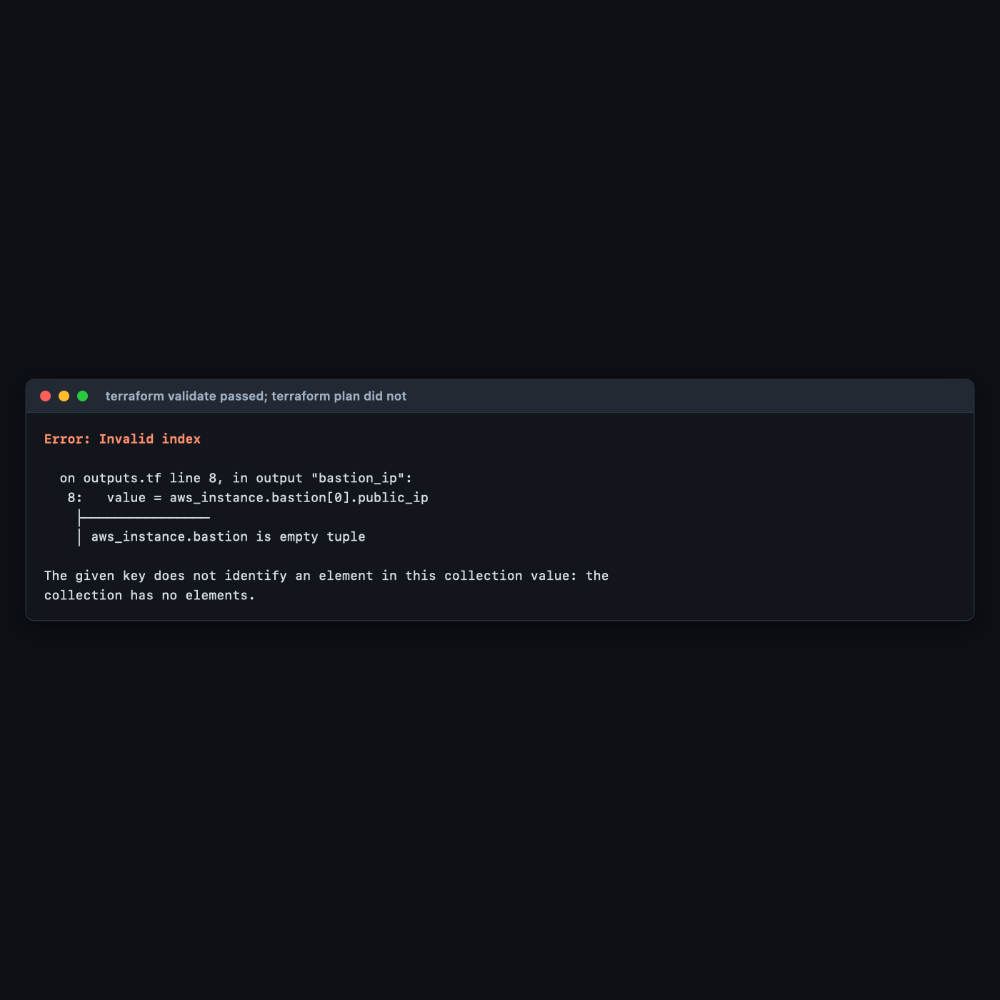 terraform validate passed; terraform plan did not
Error: Invalid index
  on outputs.tf line 8, in output "bastion_ip":
   8:   value = aws_instance.bastion[0].public_ip
    ├────────────────
    │ aws_instance.bastion is empty tuple
The given key does not identify an element in this collection value: the
collection has no elements.